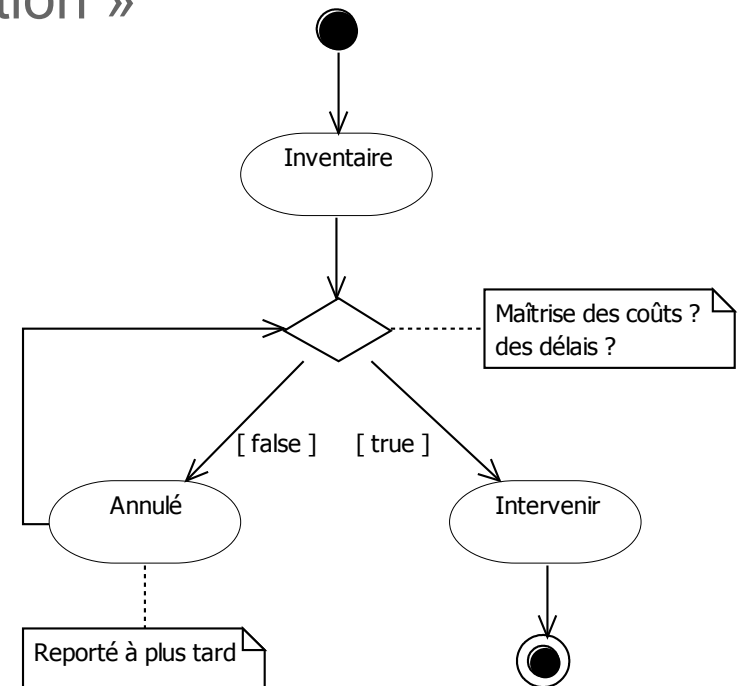 tion »
Inventaire
Maîtrise des coûts ?
des délais ?
[ false ]
[ true ]
Annulé
Intervenir
Reporté à plus tard